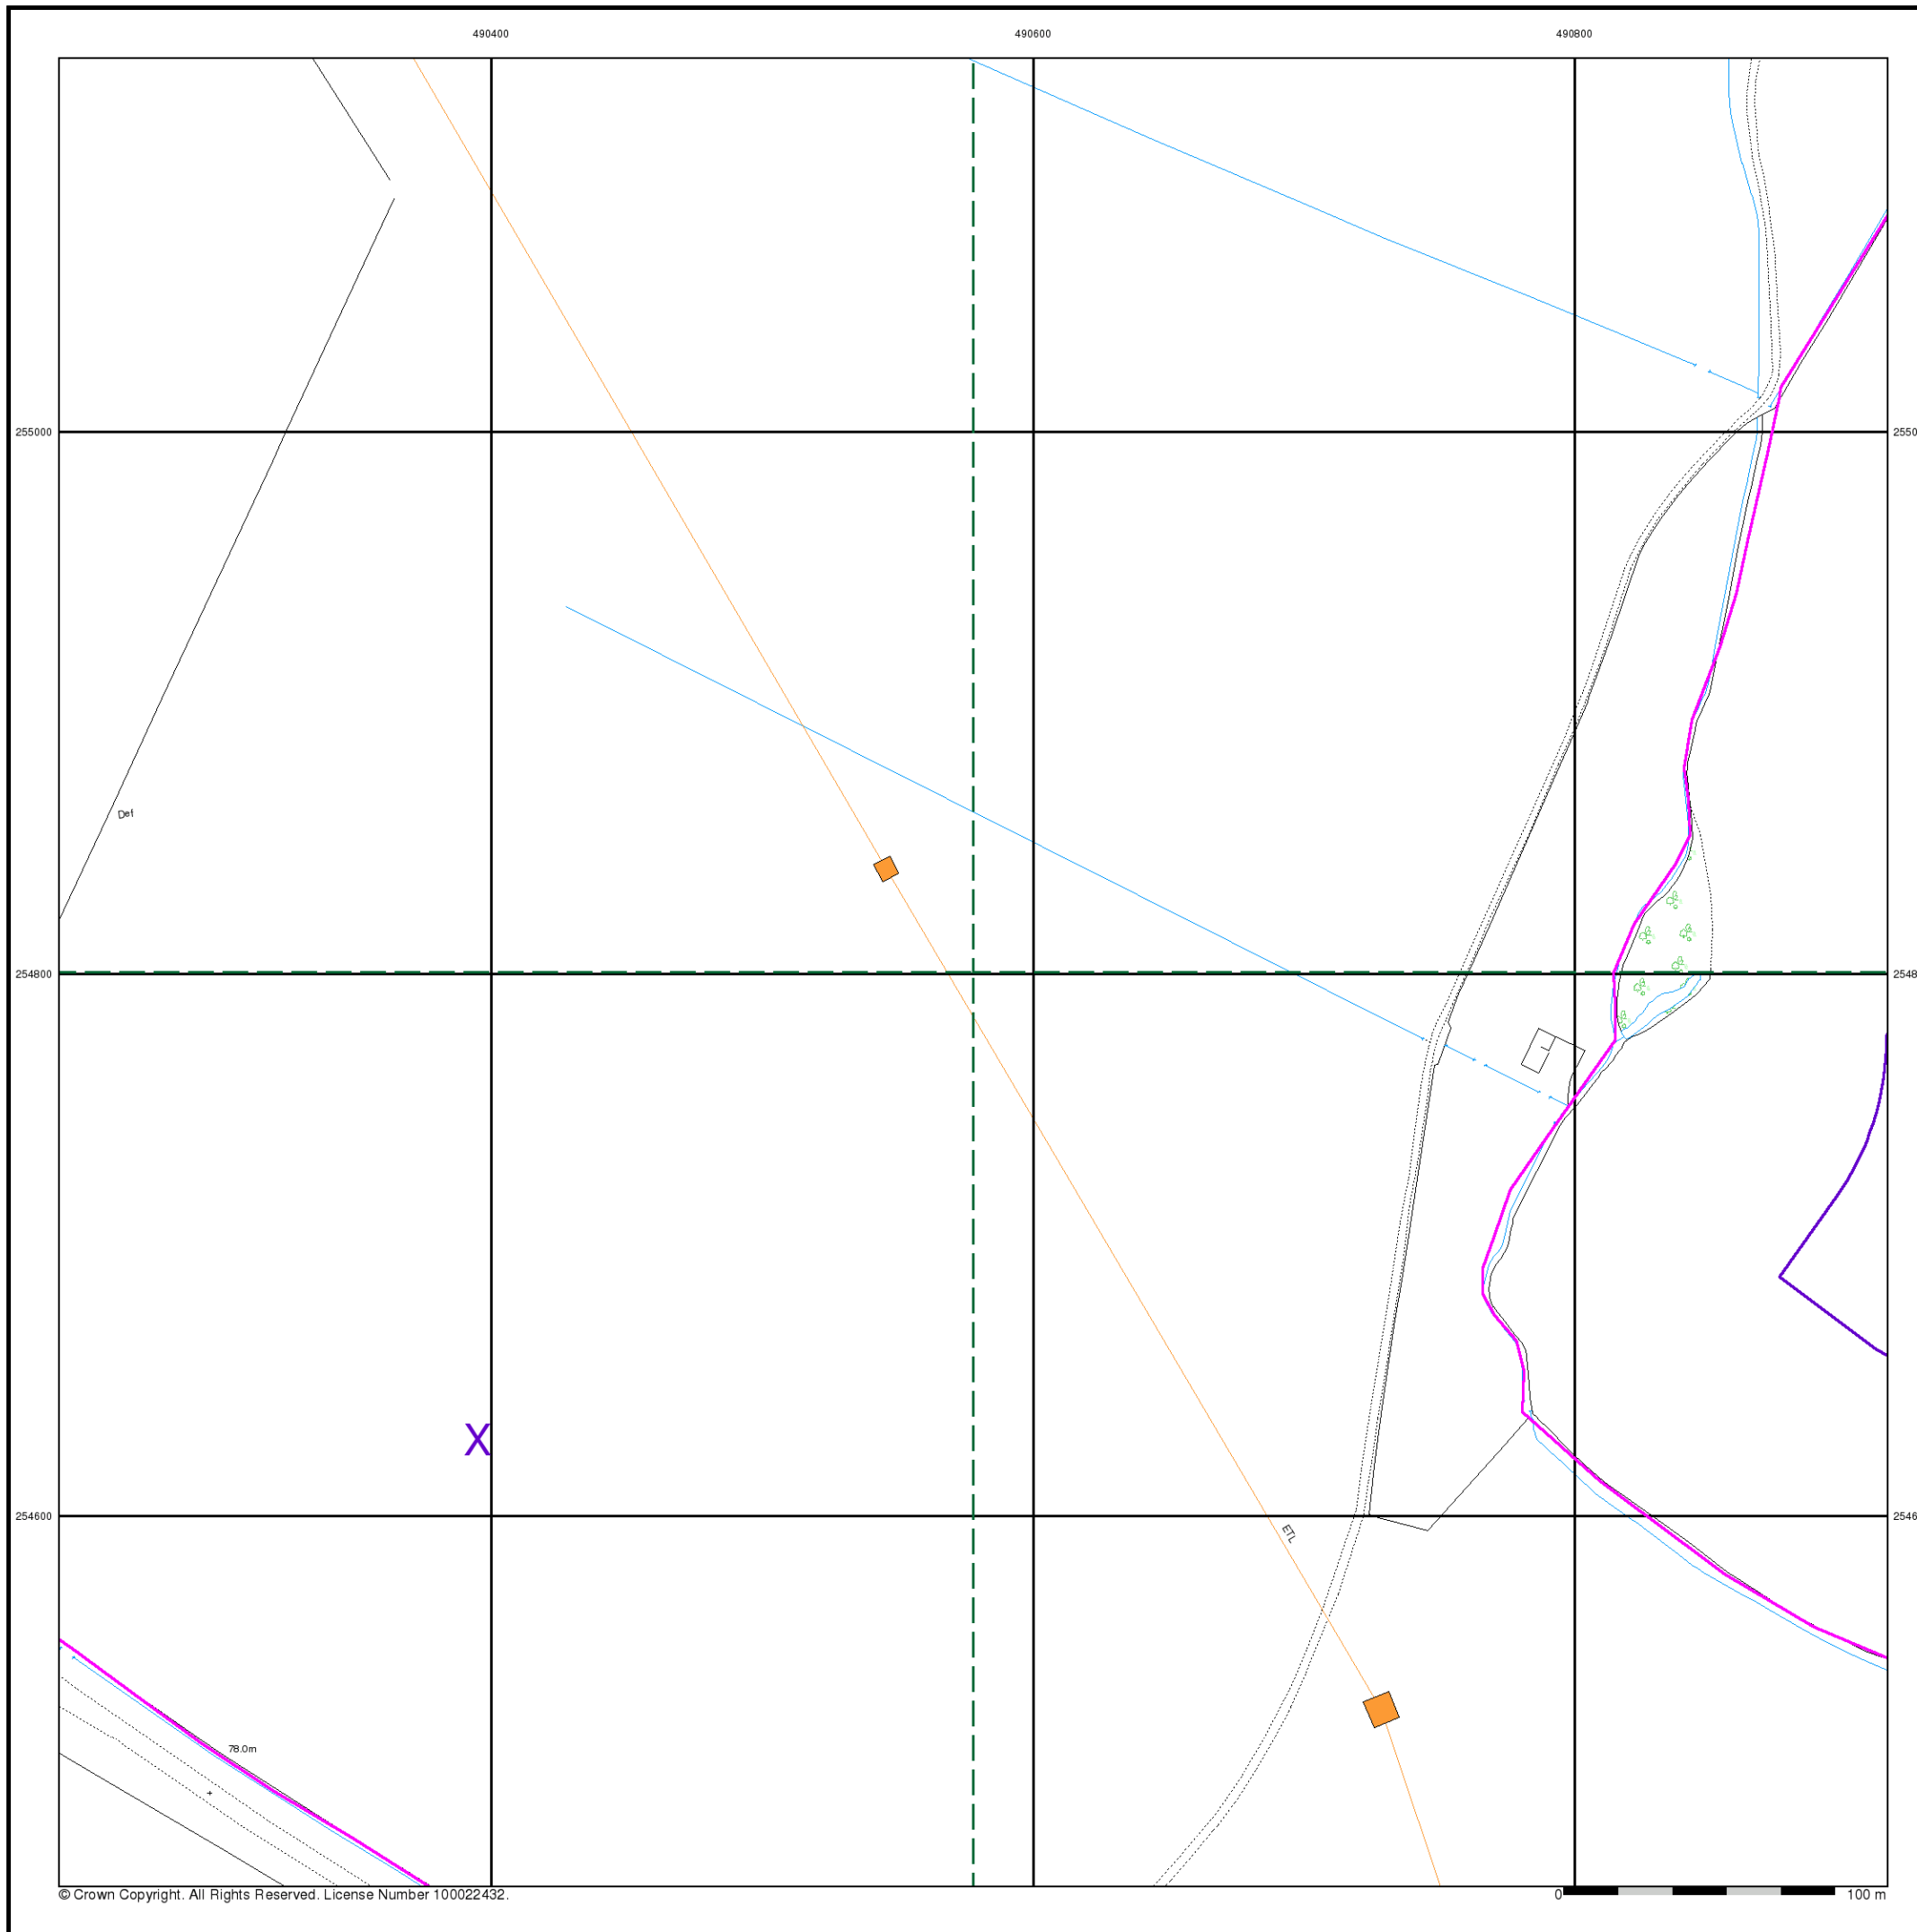 490400 490600 490800
255000 2550
Def
254800 2548
X
254600 2546
ETL
78.0m
© Crown Copyright. All Rights Reserved. License Number 100022432.
0 100 m